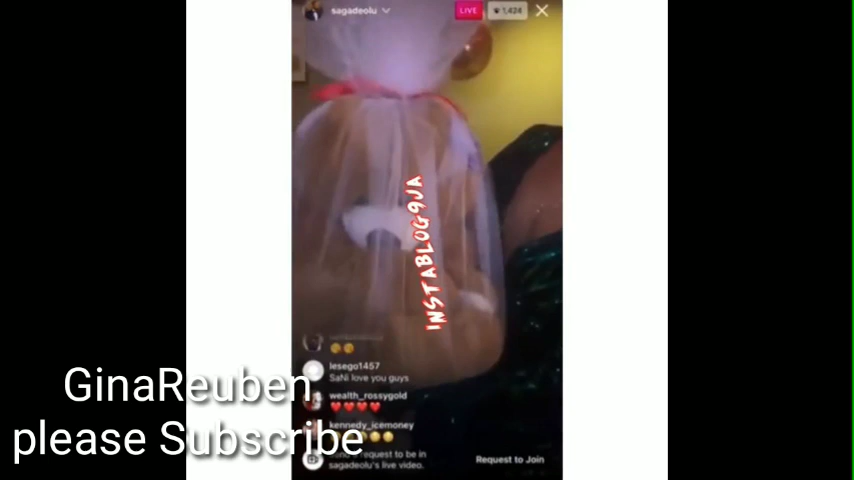 sagadeolu
LIVE
1,424
INSTABLOG9JA
lesego1457
SaNi love you guys
wealth_rossygold
kennedy_icemoney
request to be in
sagadeolu's live video.
Request to Join
GinaReuben
please Subscribe